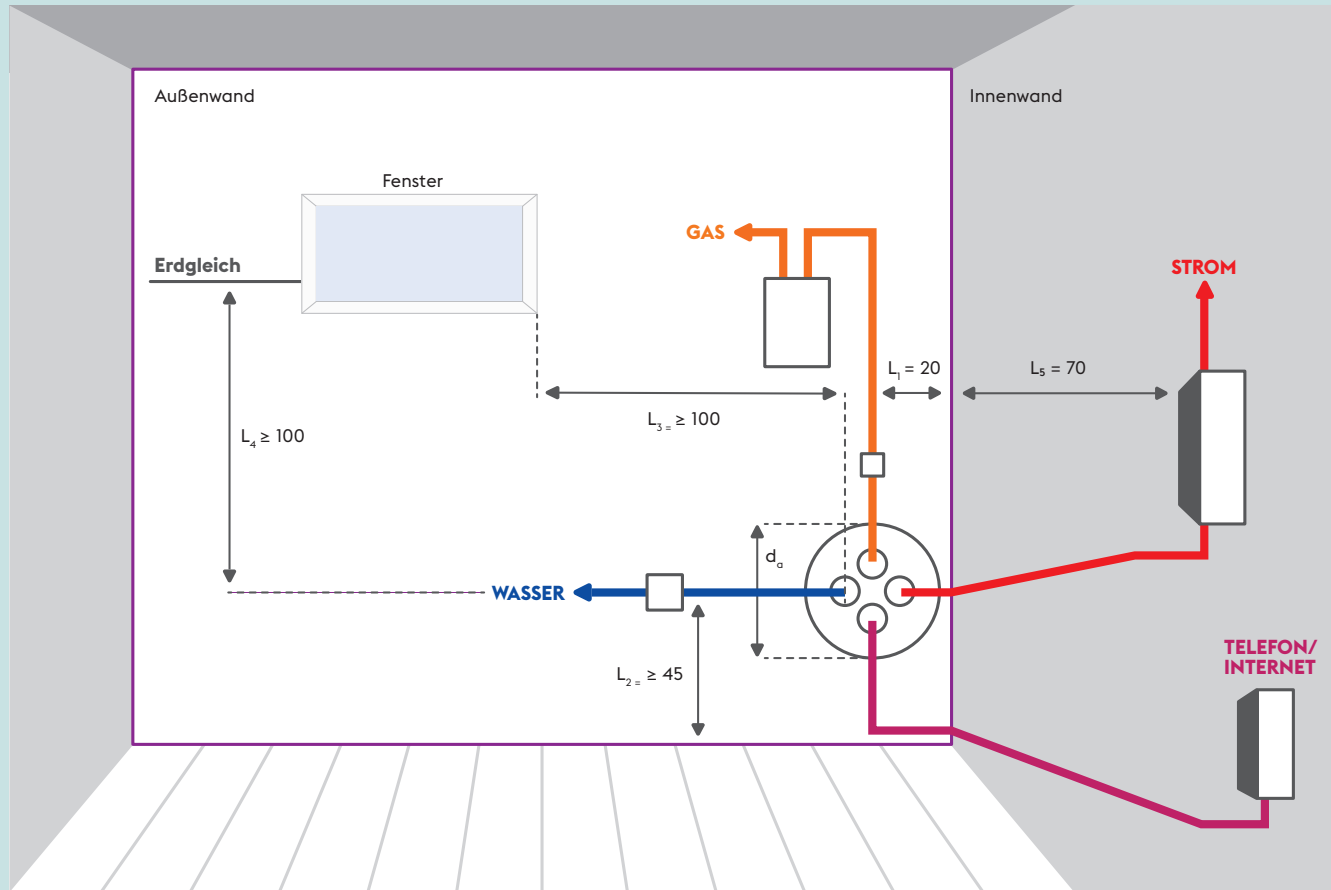 Außenwand
Innenwand
Fenster
GAS
Erdgleich
STROM
L₁ = 20
L₅ = 70
L₃ ₌ ≥ 100
L₄ ≥ 100
dₐ
WASSER
TELEFON/
INTERNET
L₂ ₌ ≥ 45